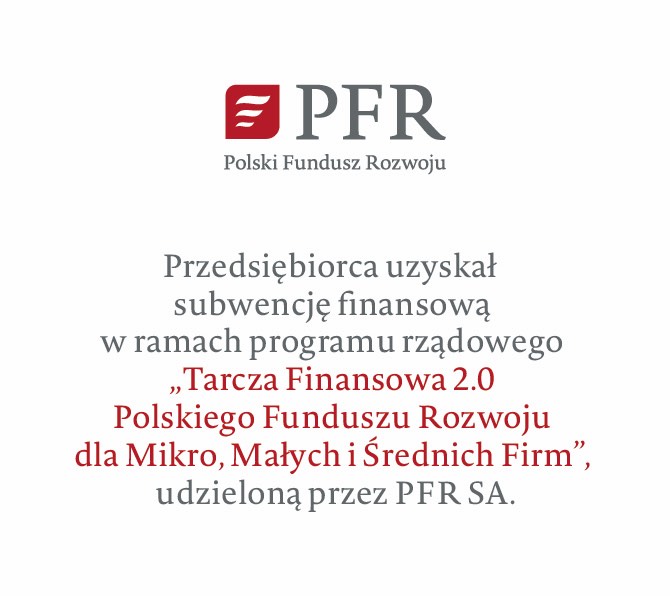 PFR
Polski Fundusz Rozwoju
Przedsiębiorca uzyskał
subwencję finansową
w ramach programu rządowego
„Tarcza Finansowa 2.0
Polskiego Funduszu Rozwoju
dla Mikro, Małych i Średnich Firm”,
udzieloną przez PFR SA.